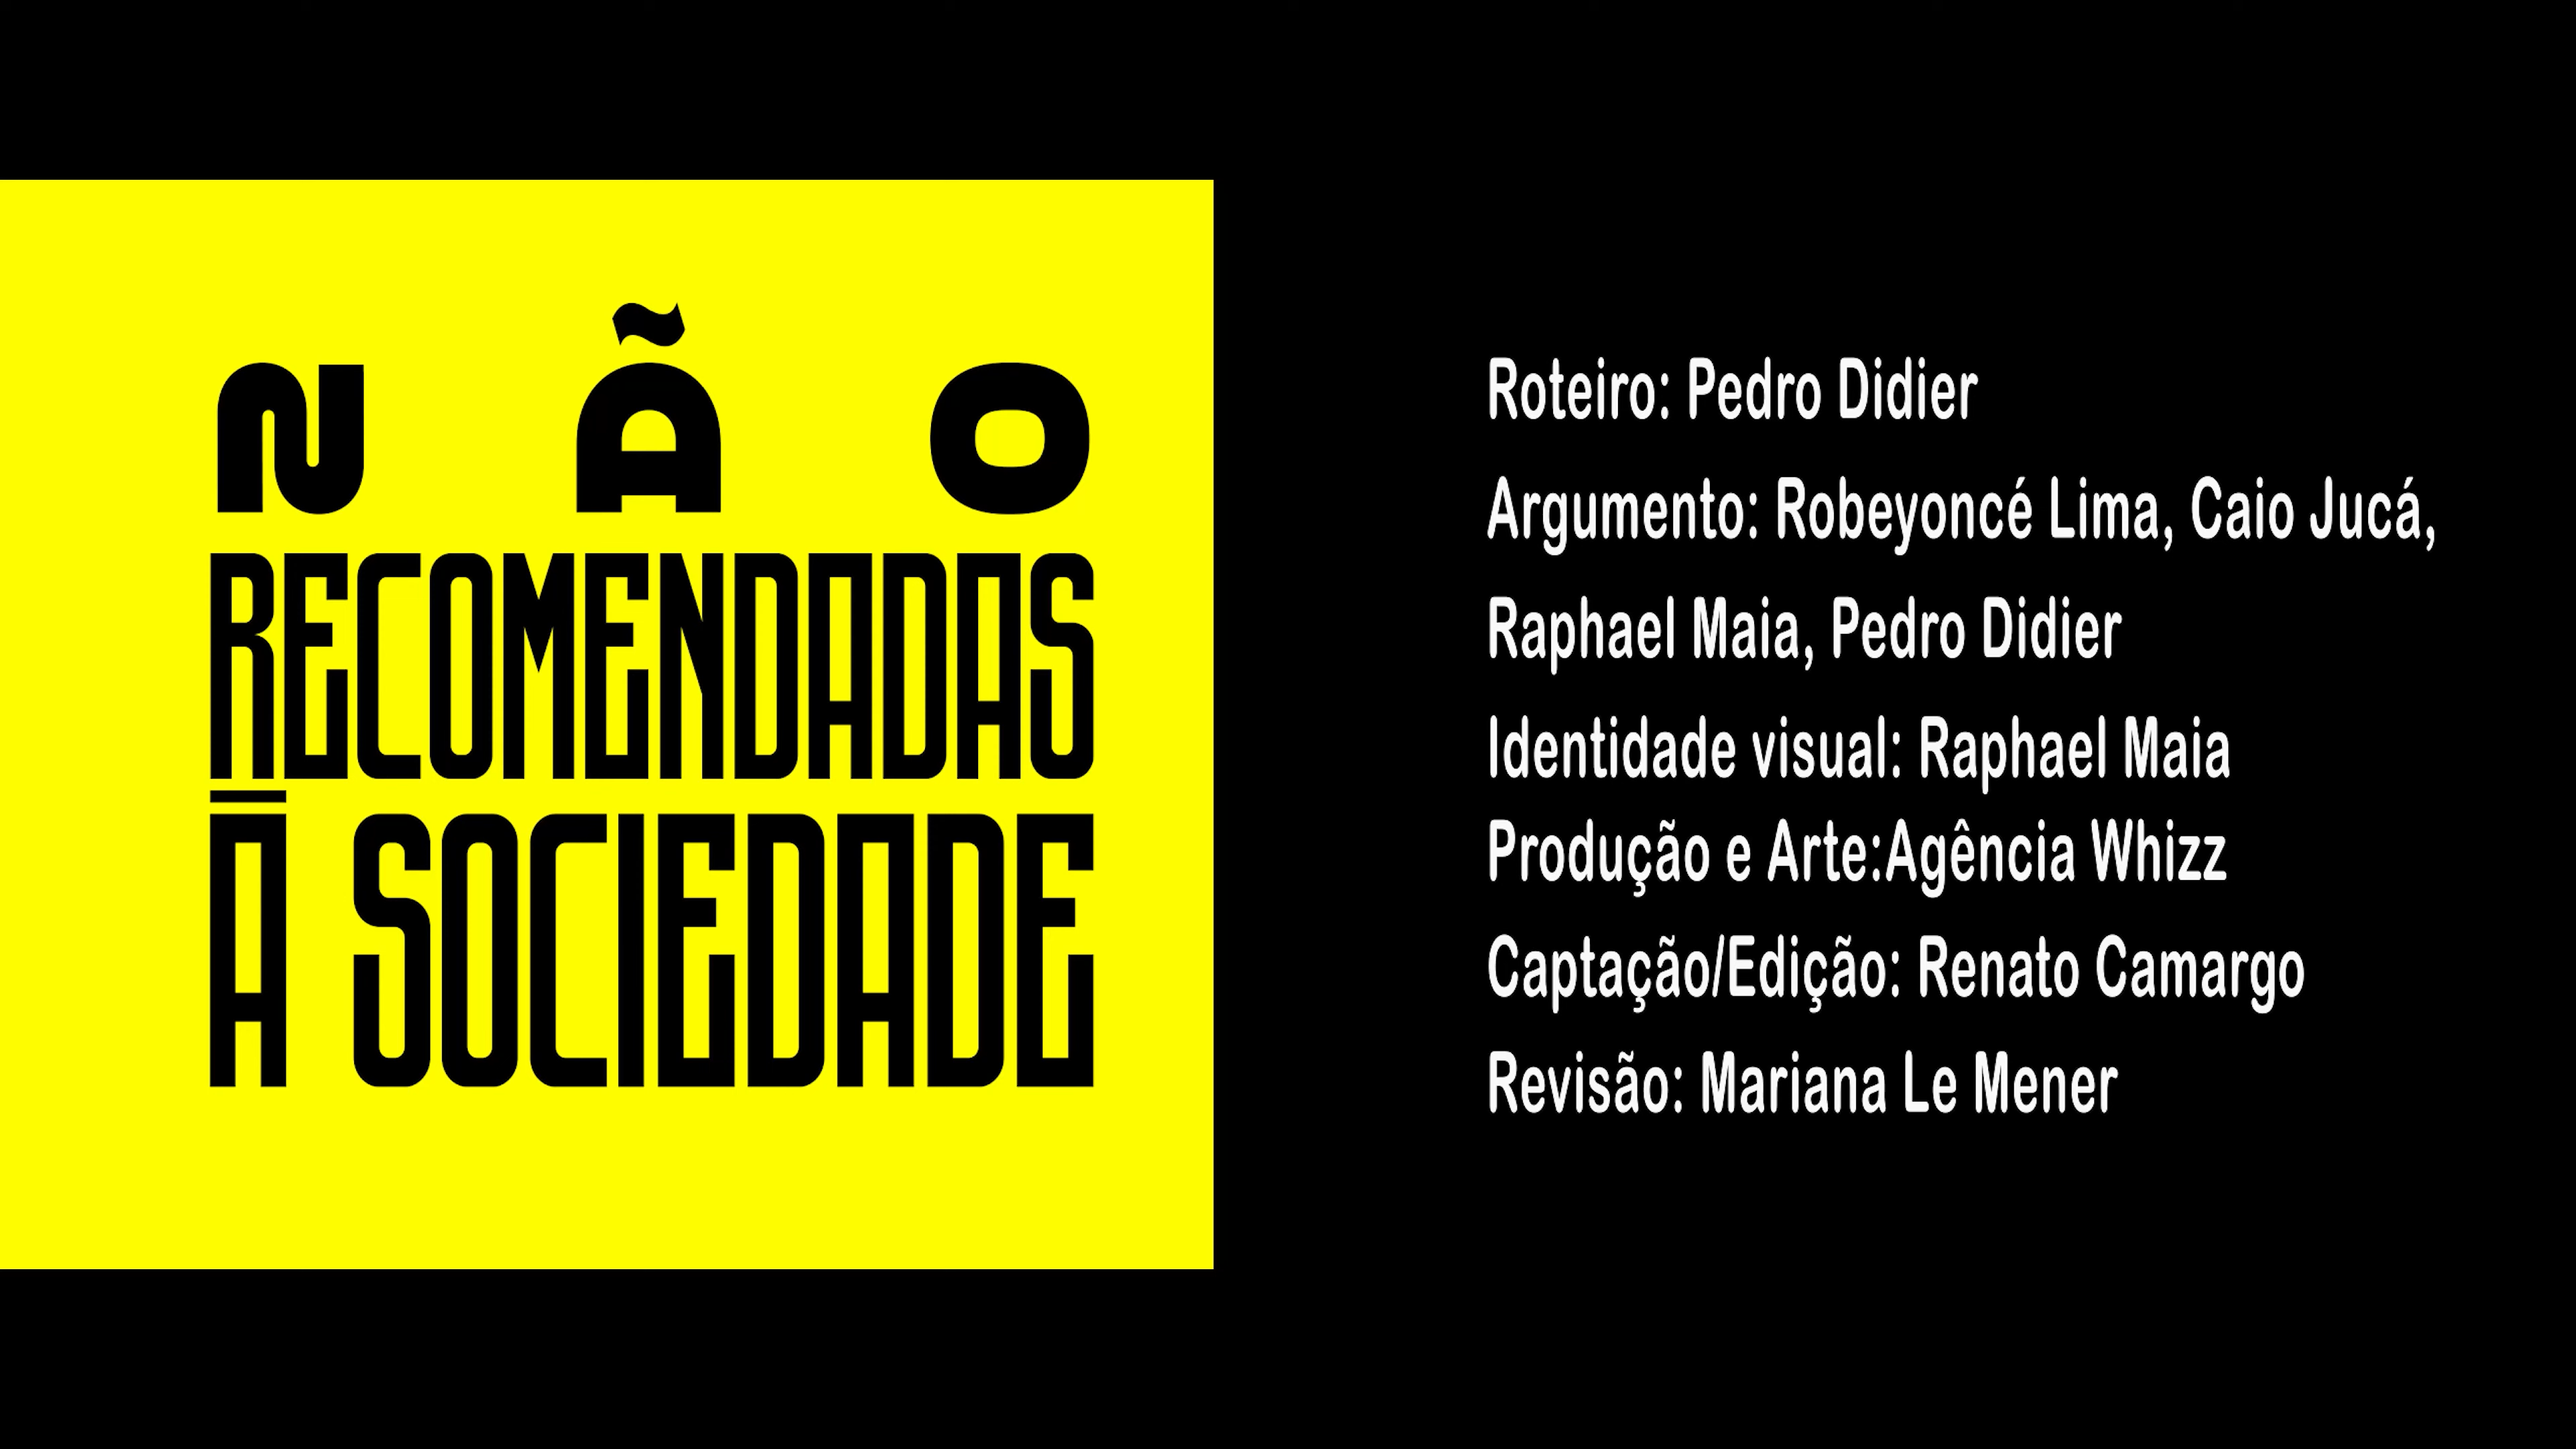 NÃO
RECOMENDADAS
À SOCIEDADE
Roteiro: Pedro Didier
Argumento: Robeyoncé Lima, Caio Jucá,
Raphael Maia, Pedro Didier
Identidade visual: Raphael Maia
Produção e Arte:Agência Whizz
Captação/Edição: Renato Camargo
Revisão: Mariana Le Mener